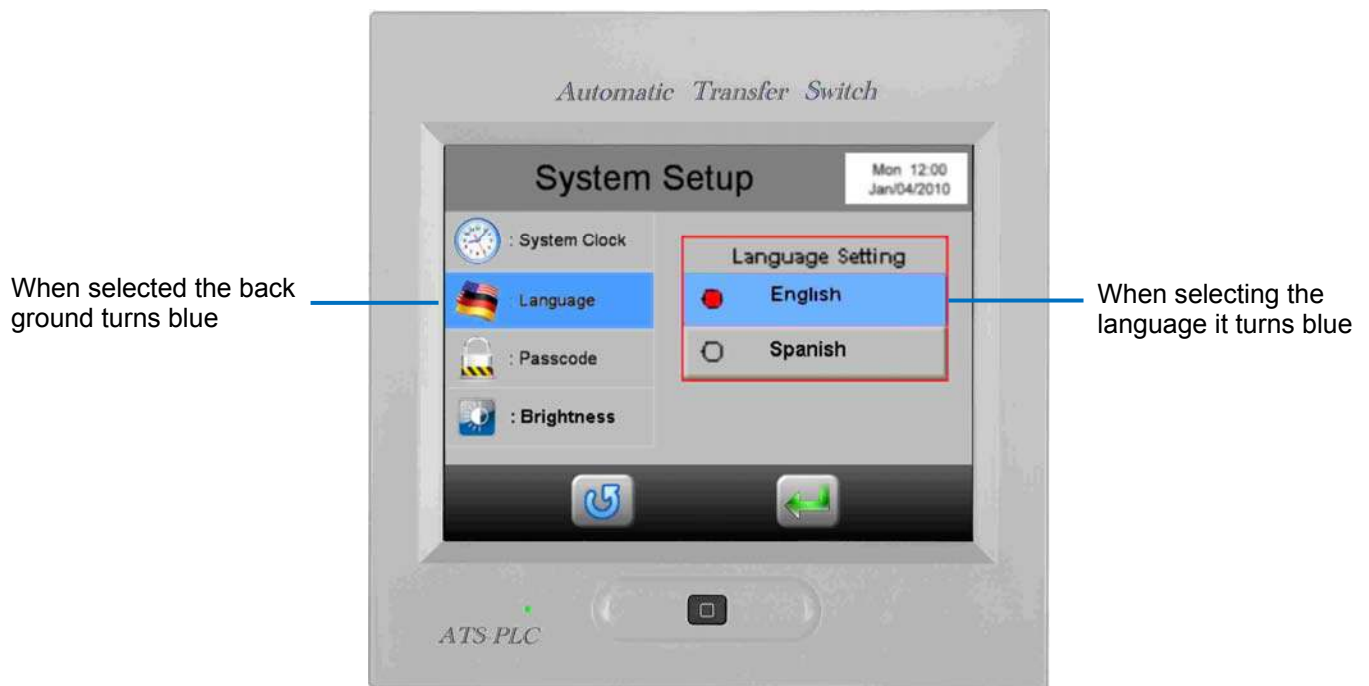 Automatic Transfer Switch
System Setup
Mon 12:00
Jan/04/2010
: System Clock
: Language
: Passcode
: Brightness
Language Setting
English
Spanish
When selected the back
ground turns blue
When selecting the
language it turns blue
ATS PLC